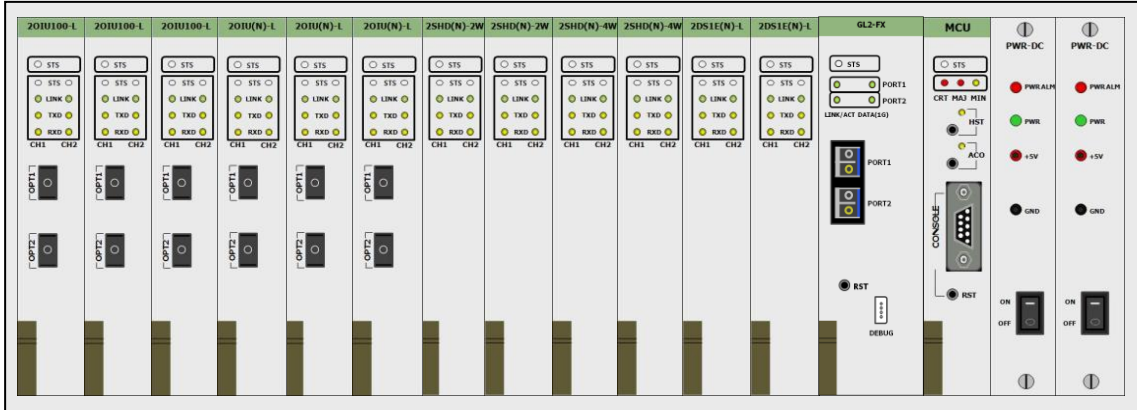 2OIU100-L 2OIU100-L 2OIU100-L 2OIU(N)-L 2OIU(N)-L 2OIU(N)-L 2SHD(N)-2W 2SHD(N)-2W 2SHD(N)-4W 2SHD(N)-4W 2DS1E(N)-L 2DS1E(N)-L GL2-FX MCU
PWR-DC PWR-DC
STS STS STS STS STS STS STS STS STS STS STS STS STS STS
STS STS STS STS STS STS STS STS STS STS STS STS PORT1 PWR ALM PWR ALM
LINK LINK LINK LINK LINK LINK LINK LINK LINK LINK LINK LINK PORT2 CRT MAJ MIN
TXD TXD TXD TXD TXD TXD TXD TXD TXD TXD TXD TXD LINK/ACT DATA(1G) HST PWR PWR
RXD RXD RXD RXD RXD RXD RXD RXD RXD RXD RXD RXD
CH1 CH2 CH1 CH2 CH1 CH2 CH1 CH2 CH1 CH2 CH1 CH2 CH1 CH2 CH1 CH2 CH1 CH2 CH1 CH2 CH1 CH2 CH1 CH2
ACO +5V +5V
OPT1 OPT1 OPT1 OPT1 OPT1 OPT1 PORT1
PORT2 CONSOLE GND GND
OPT2 OPT2 OPT2 OPT2 OPT2 OPT2
RST RST
ON ON
OFF OFF
DEBUG